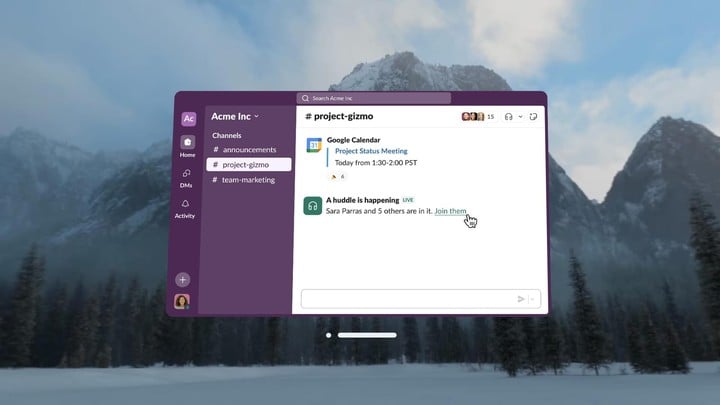 Search Acme Inc
Ac
Acme Inc
# project-gizmo
15
Home
Channels
# announcements
# project-gizmo
# team-marketing
DMs
Activity
31
Google Calendar
Project Status Meeting
Today from 1:30-2:00 PST
6
A huddle is happening LIVE
Sara Parras and 5 others are in it. Join them